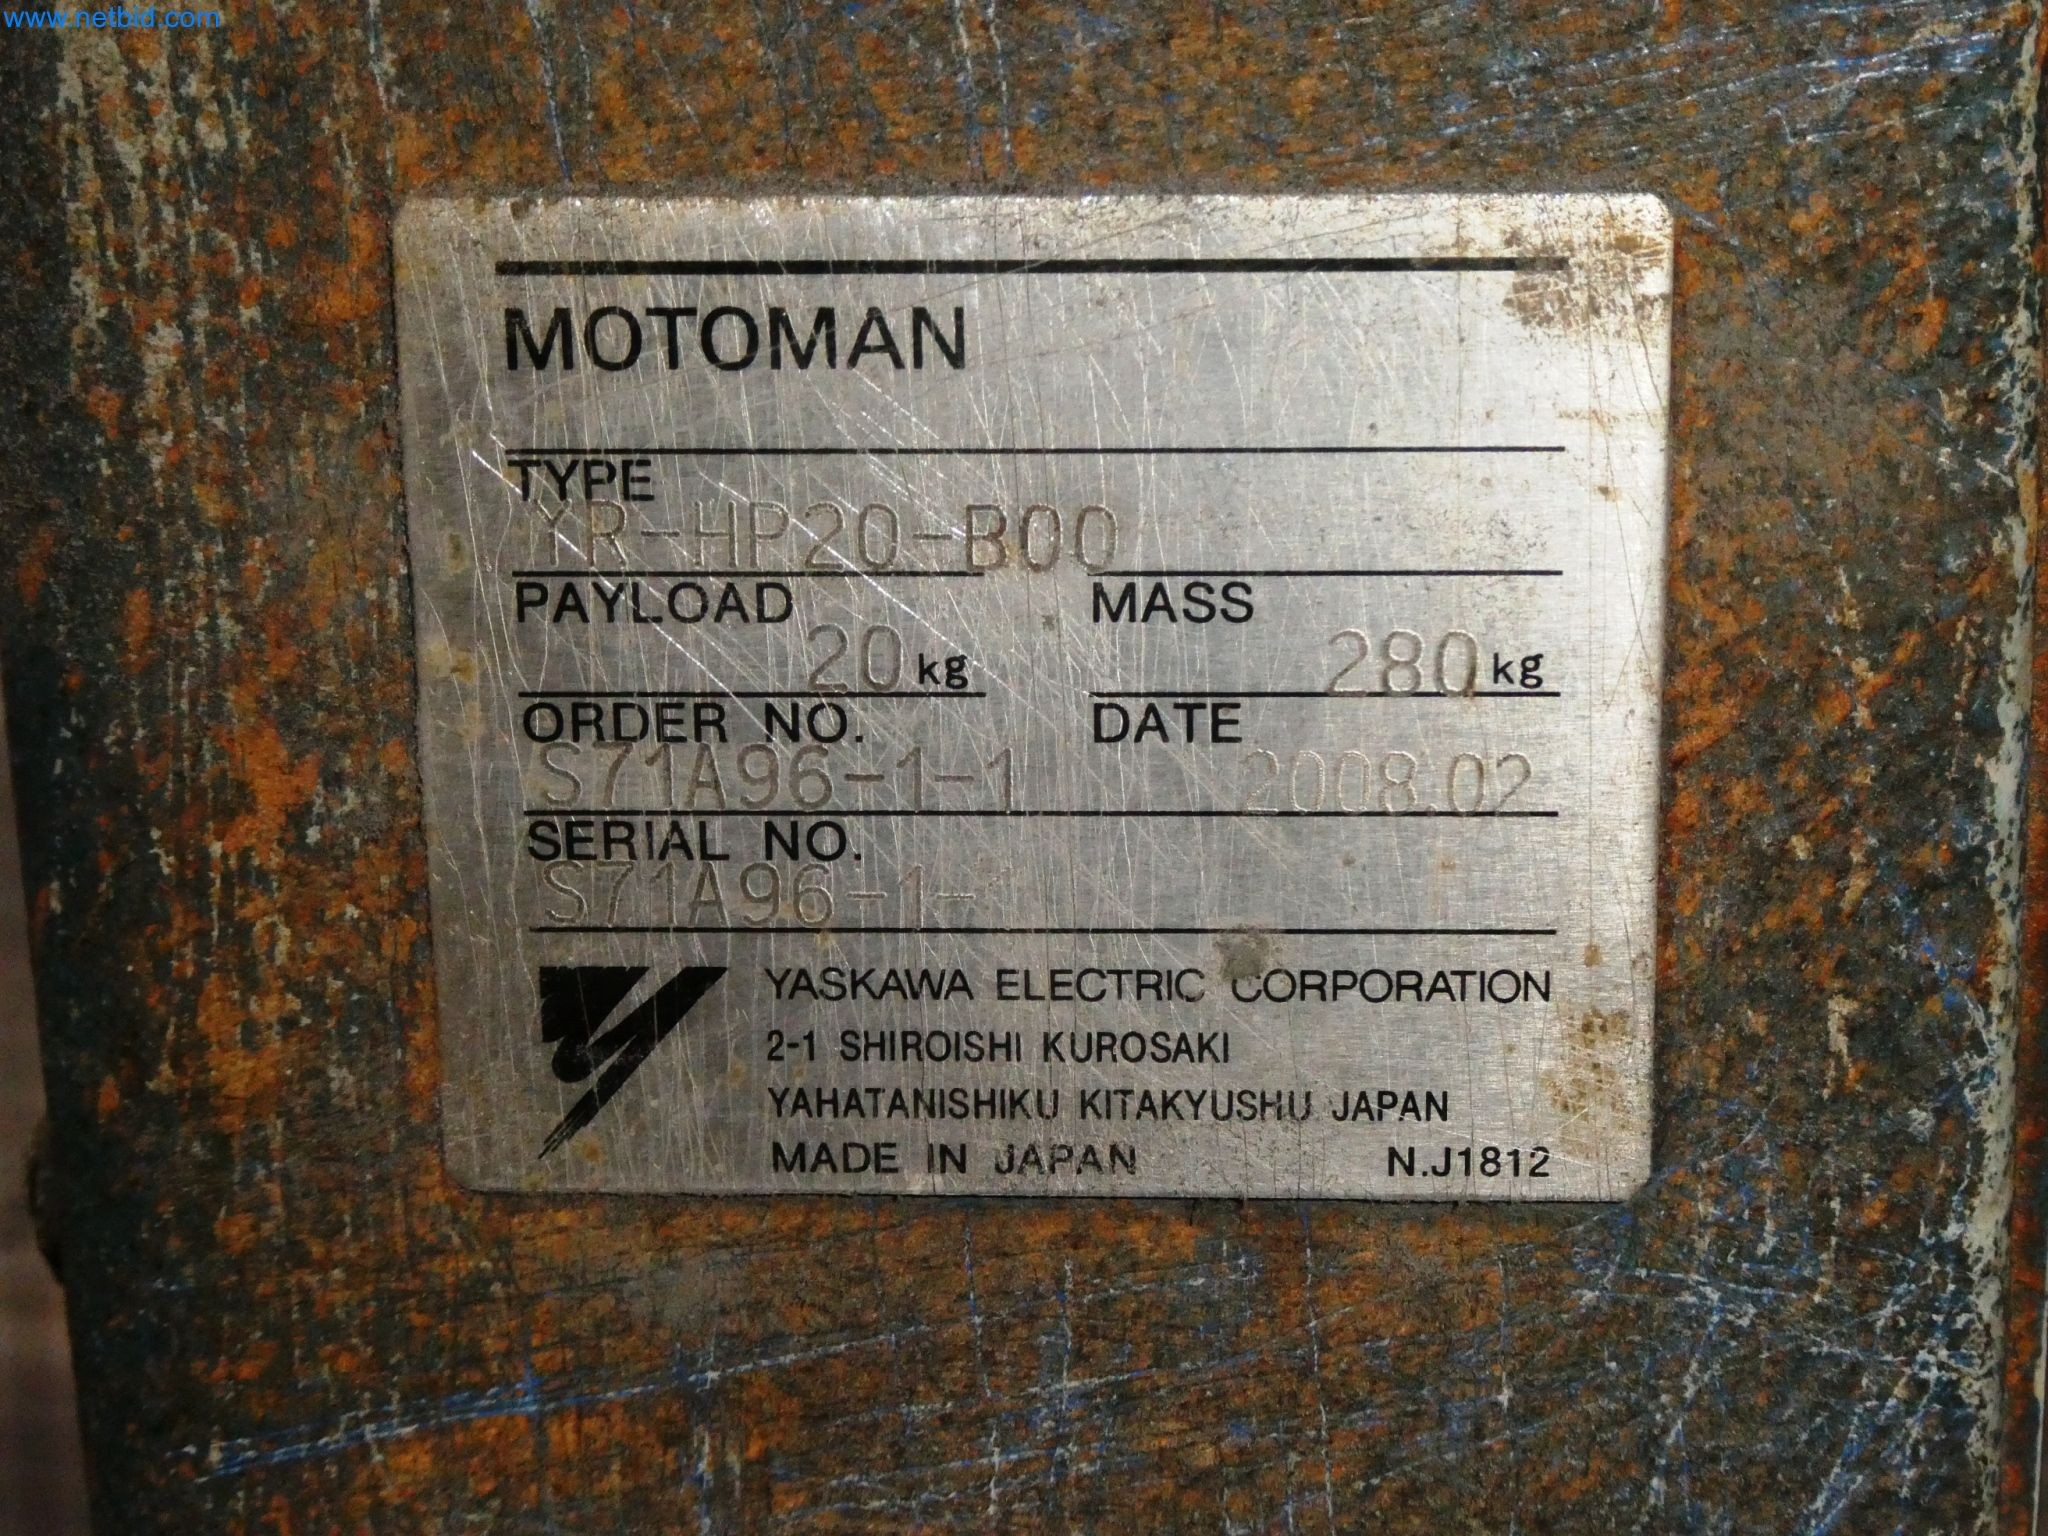 www.netbid.com
MOTOMAN
TYPE
YR-HP20-B00
PAYLOAD MASS
20 kg 280 kg
ORDER NO. DATE
S71A96-1-1 2008.02
SERIAL NO.
S71A96-1-
YASKAWA ELECTRIC CORPORATION
2-1 SHIROISHI KUROSAKI
YAHATANISHIKU KITAKYUSHU JAPAN
MADE IN JAPAN N.J1812